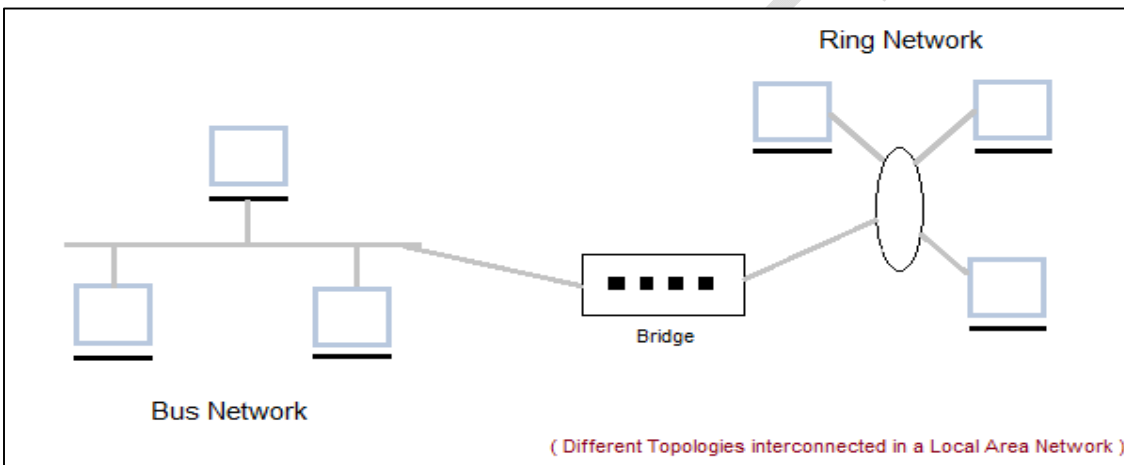 Ring Network
Bridge
Bus Network
( Different Topologies interconnected in a Local Area Network )